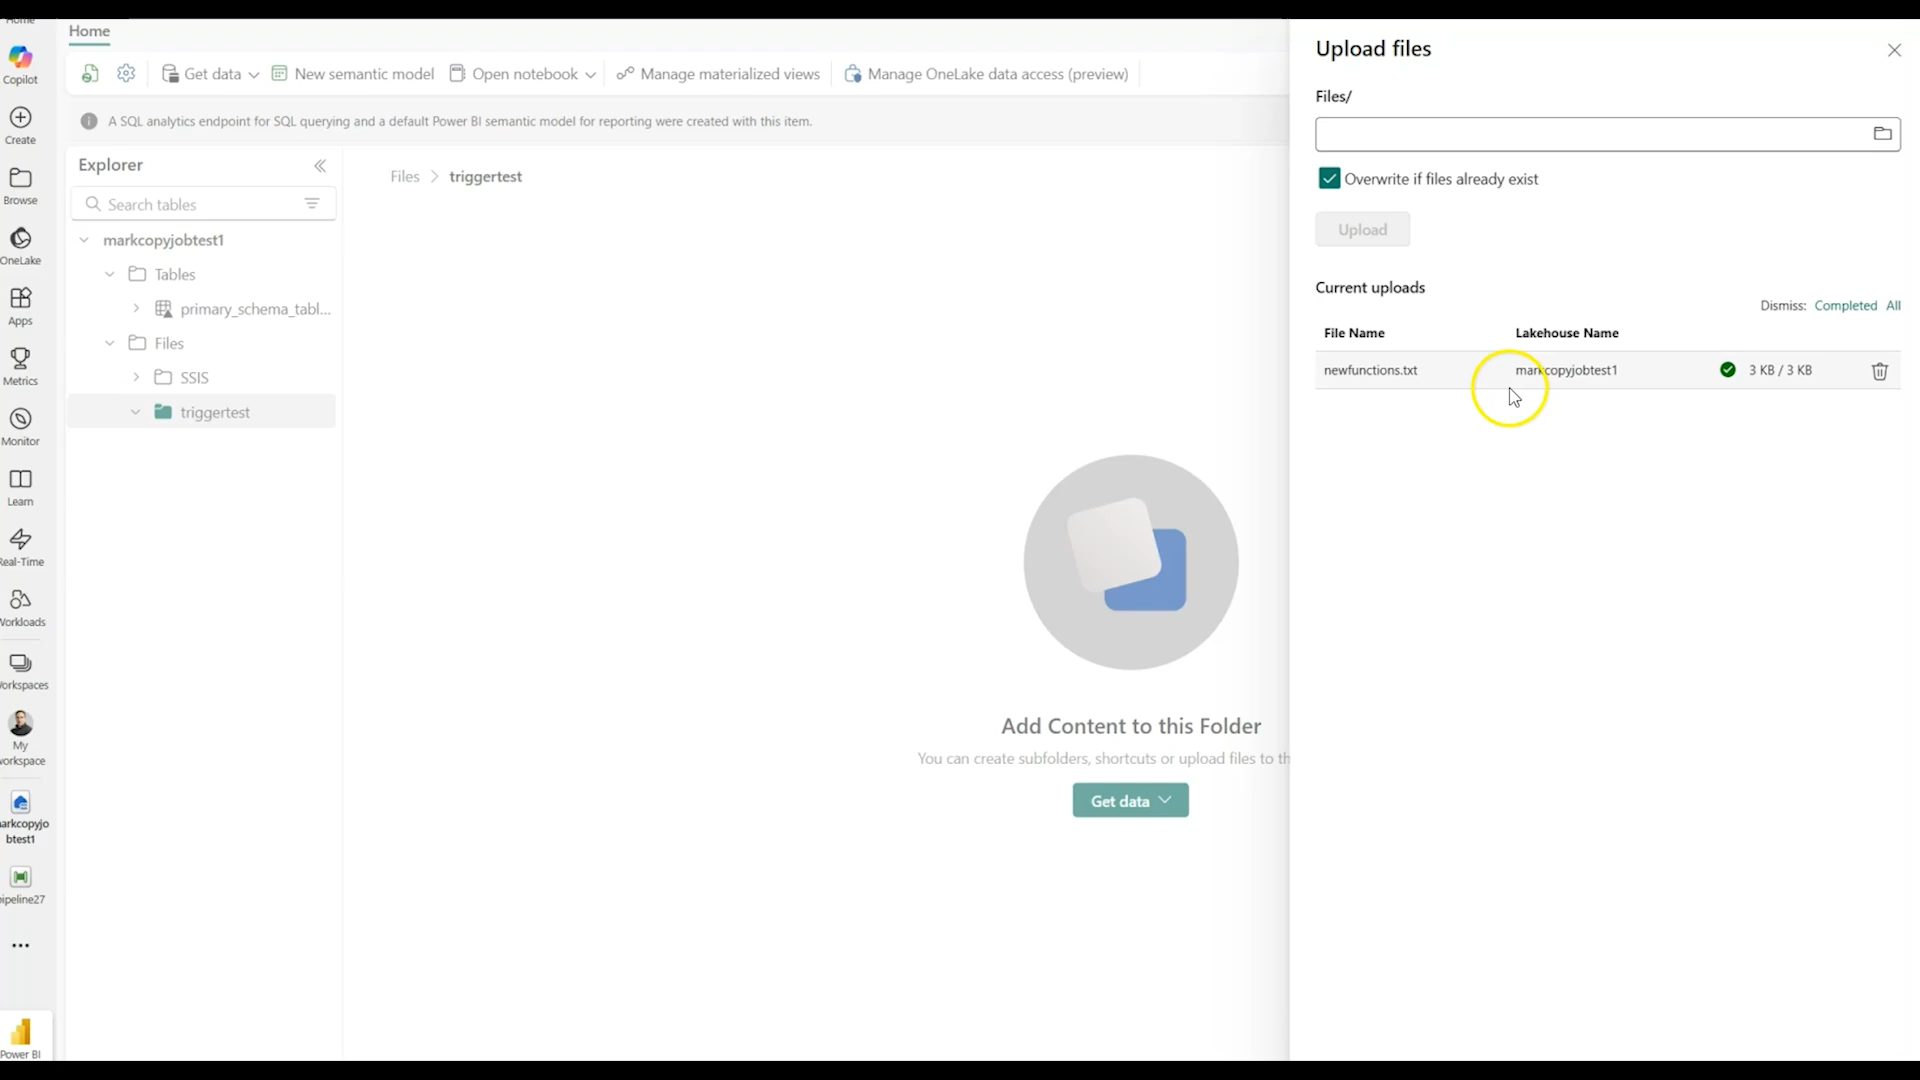 Home
Copilot
Create
Browse
OneLake
Apps
Metrics
Monitor
Learn
Real-Time
Workloads
Workspaces
My
workspace
markcopyjo
btest1
pipeline27
Power BI
Home
Get data
New semantic model
Open notebook
Manage materialized views
Manage OneLake data access (preview)
A SQL analytics endpoint for SQL querying and a default Power BI semantic model for reporting were created with this item.
Explorer
Search tables
markcopyjobtest1
Tables
primary_schema_tabl...
Files
SSIS
triggertest
Files > triggertest
Add Content to this Folder
You can create subfolders, shortcuts or upload files to th
Get data
Upload files
Files/
Overwrite if files already exist
Upload
Current uploads
Dismiss: Completed All
File Name Lakehouse Name
newfunctions.txt markcopyjobtest1 3 KB / 3 KB